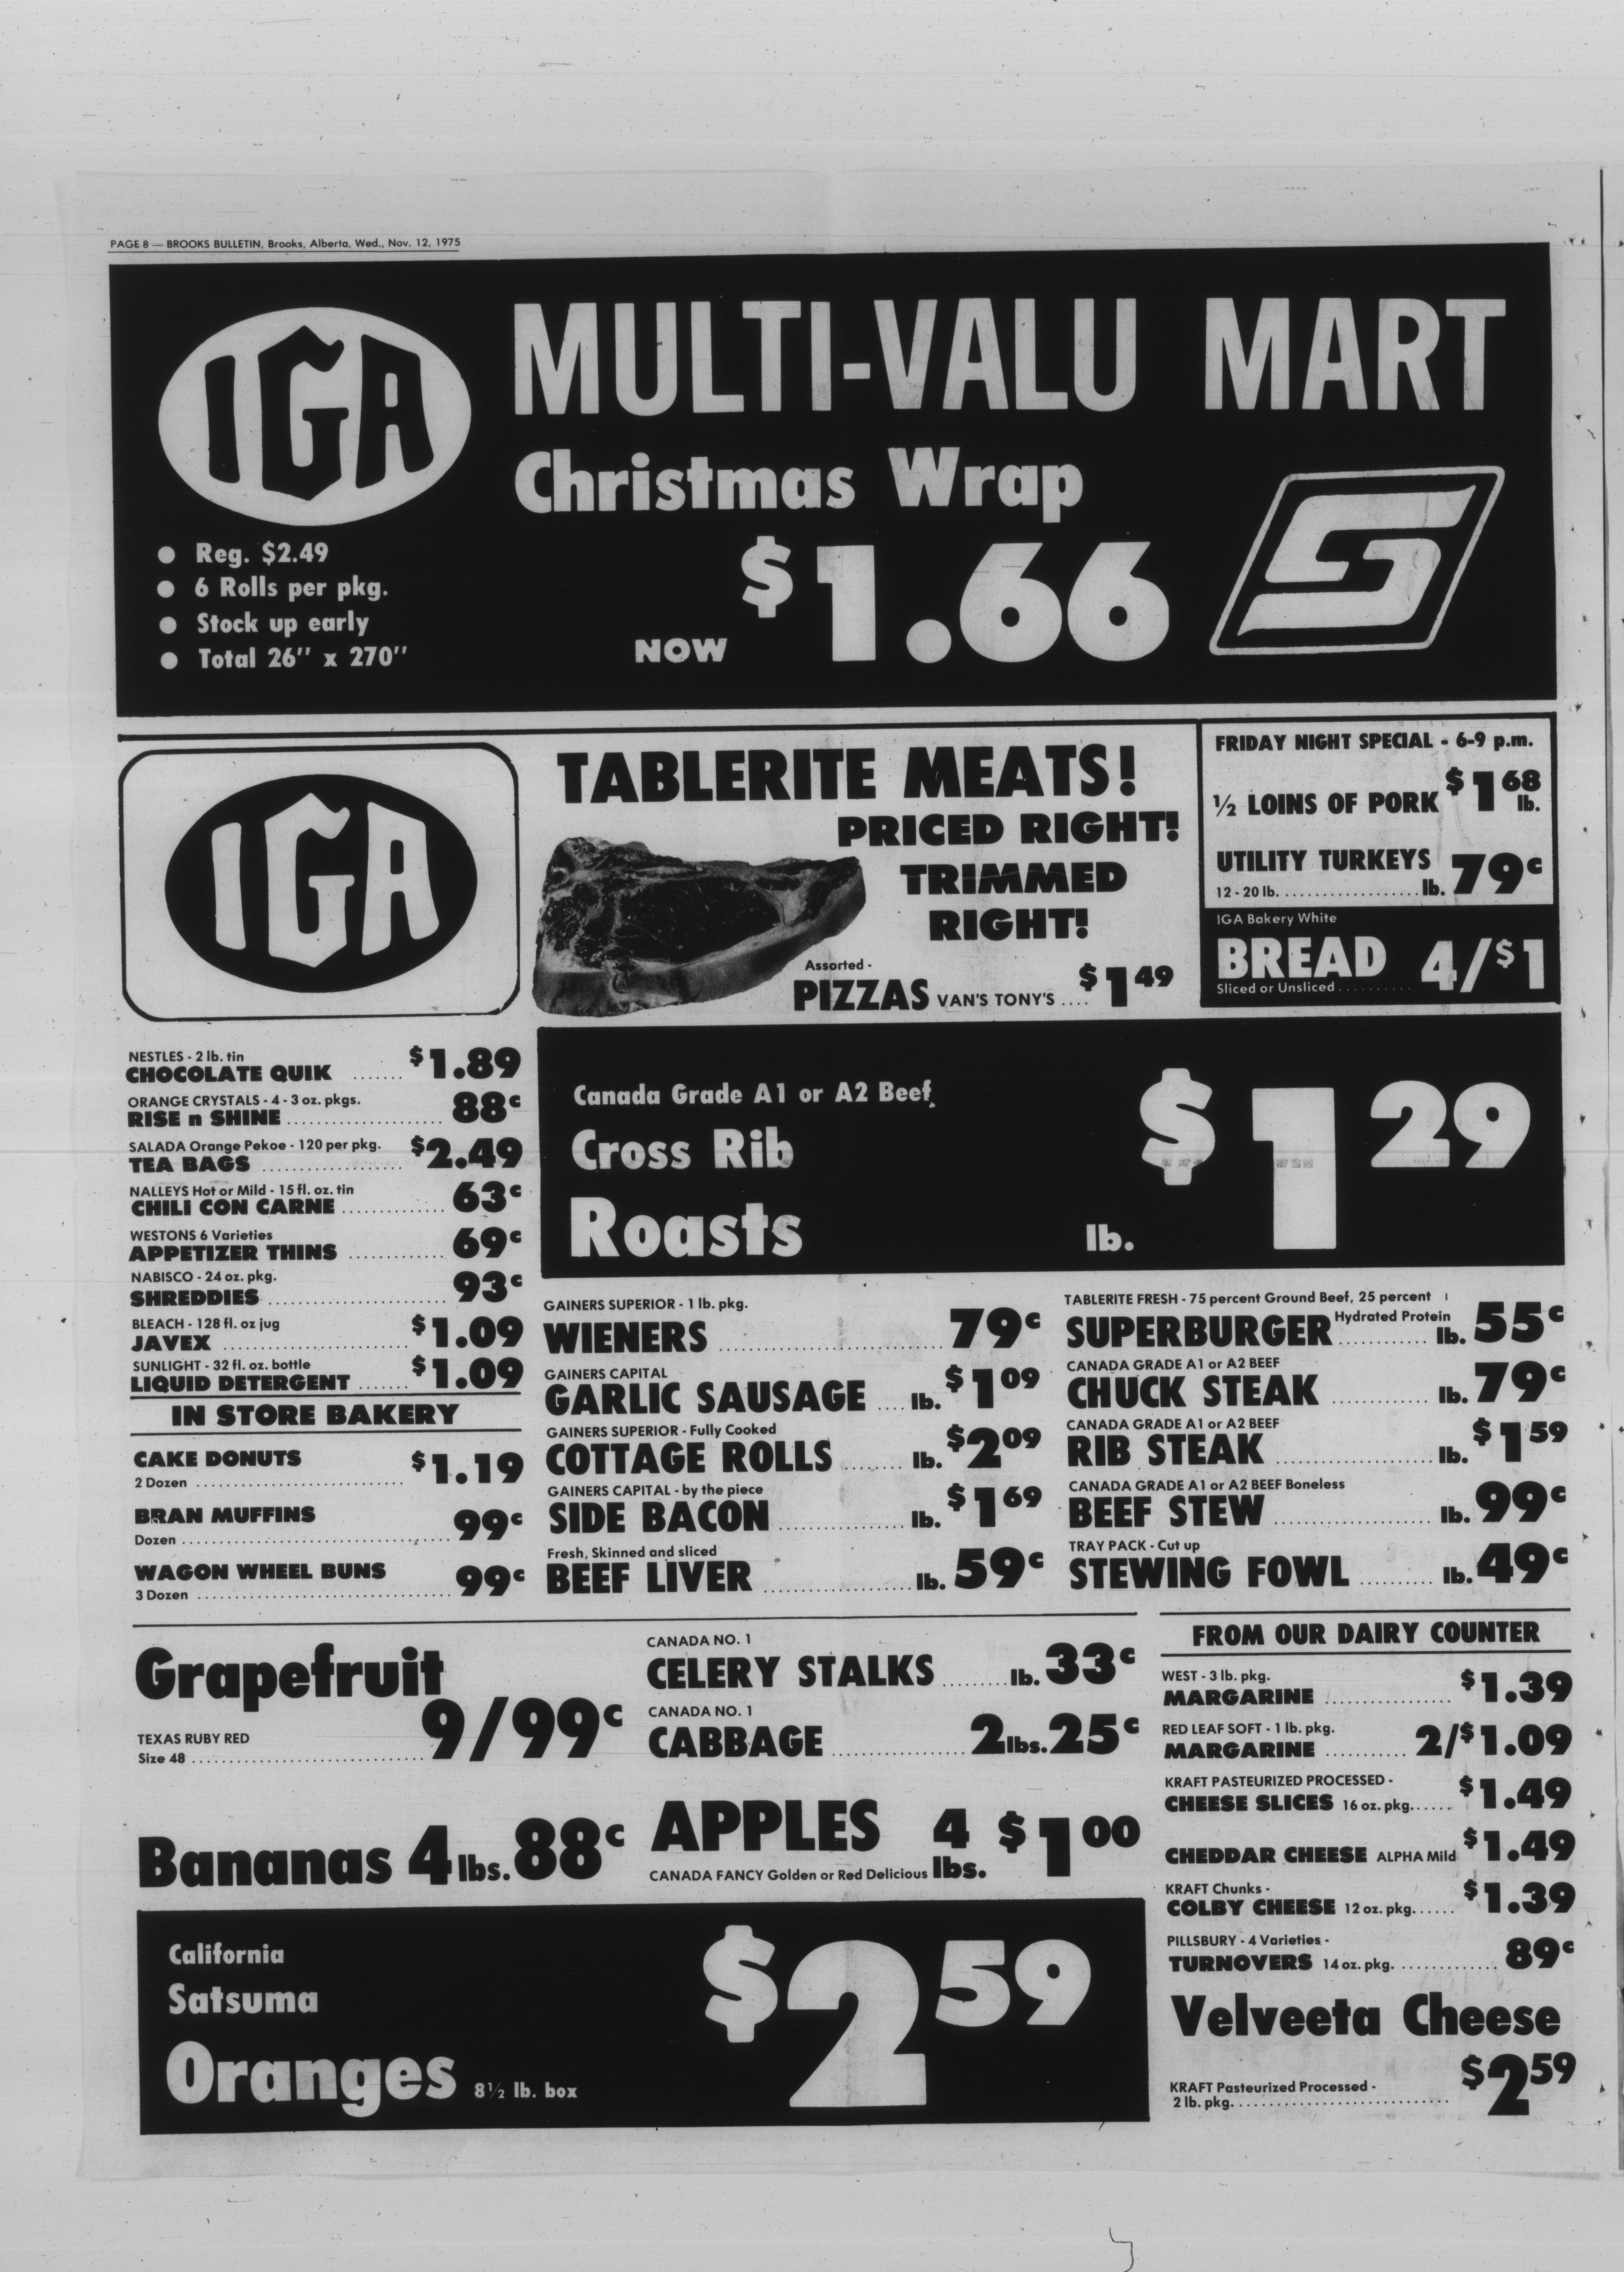 PAGE 8 — BROOKS BULLETIN, Brooks, Alberta, Wed., Nov. 12, 1975
IGA
MULTI-VALU MART
Christmas Wrap
● Reg. $2.49
● 6 Rolls per pkg.
● Stock up early
● Total 26" x 270"
NOW $1.66
IGA
TABLERITE MEATS!
PRICED RIGHT!
TRIMMED
RIGHT!
Assorted -
PIZZAS VAN'S TONY'S .... $1 49
FRIDAY NIGHT SPECIAL - 6-9 p.m.
½ LOINS OF PORK $1 68 lb.
UTILITY TURKEYS
12 - 20 lb. .................. lb. 79c
IGA Bakery White
BREAD 4/$1
Sliced or Unsliced ..........
NESTLES - 2 lb. tin
CHOCOLATE QUIK ....... $1.89
ORANGE CRYSTALS - 4 - 3 oz. pkgs.
RISE n SHINE ...................... 88c
SALADA Orange Pekoe - 120 per pkg.
TEA BAGS .................... $2.49
NALLEYS Hot or Mild - 15 fl. oz. tin
CHILI CON CARNE .............. 63c
WESTONS 6 Varieties
APPETIZER THINS ............. 69c
NABISCO - 24 oz. pkg.
SHREDDIES ......................... 93c
BLEACH - 128 fl. oz jug
JAVEX .......................... $1.09
SUNLIGHT - 32 fl. oz. bottle
LIQUID DETERGENT ....... $1.09
IN STORE BAKERY
CAKE DONUTS
2 Dozen ............................. $1.19
BRAN MUFFINS
Dozen ...................................... 99c
WAGON WHEEL BUNS
3 Dozen .................................... 99c
Canada Grade A1 or A2 Beef
Cross Rib
Roasts lb. $1 29
GAINERS SUPERIOR - 1 lb. pkg.
WIENERS ............................ 79c
GAINERS CAPITAL
GARLIC SAUSAGE .... lb. $1 09
GAINERS SUPERIOR - Fully Cooked
COTTAGE ROLLS ........ lb. $2 09
GAINERS CAPITAL - by the piece
SIDE BACON .................. lb. $1 69
Fresh, Skinned and sliced
BEEF LIVER ..................... lb. 59c
TABLERITE FRESH - 75 percent Ground Beef, 25 percent
Hydrated Protein
SUPERBURGER ............. lb. 55c
CANADA GRADE A1 or A2 BEEF
CHUCK STEAK .............. lb. 79c
CANADA GRADE A1 or A2 BEEF
RIB STEAK ....................... lb. $1 59
CANADA GRADE A1 or A2 BEEF Boneless
BEEF STEW ....................... lb. 99c
TRAY PACK - Cut up
STEWING FOWL .......... lb. 49c
Grapefruit
TEXAS RUBY RED
Size 48 .................................. 9/99c
CANADA NO. 1
CELERY STALKS ......... lb. 33c
CANADA NO. 1
CABBAGE ................... 2 lbs. 25c
Bananas 4 lbs. 88c
APPLES 4 lbs. $1 00
CANADA FANCY Golden or Red Delicious
California
Satsuma
Oranges 8½ lb. box $2 59
FROM OUR DAIRY COUNTER
WEST - 3 lb. pkg.
MARGARINE .................. $1.39
RED LEAF SOFT - 1 lb. pkg.
MARGARINE ........... 2/$1.09
KRAFT PASTEURIZED PROCESSED -
CHEESE SLICES 16 oz. pkg...... $1.49
CHEDDAR CHEESE ALPHA Mild $1.49
KRAFT Chunks -
COLBY CHEESE 12 oz. pkg...... $1.39
PILLSBURY - 4 Varieties -
TURNOVERS 14 oz. pkg. ............. 89c
Velveeta Cheese
KRAFT Pasteurized Processed -
2 lb. pkg. ............................. $2 59